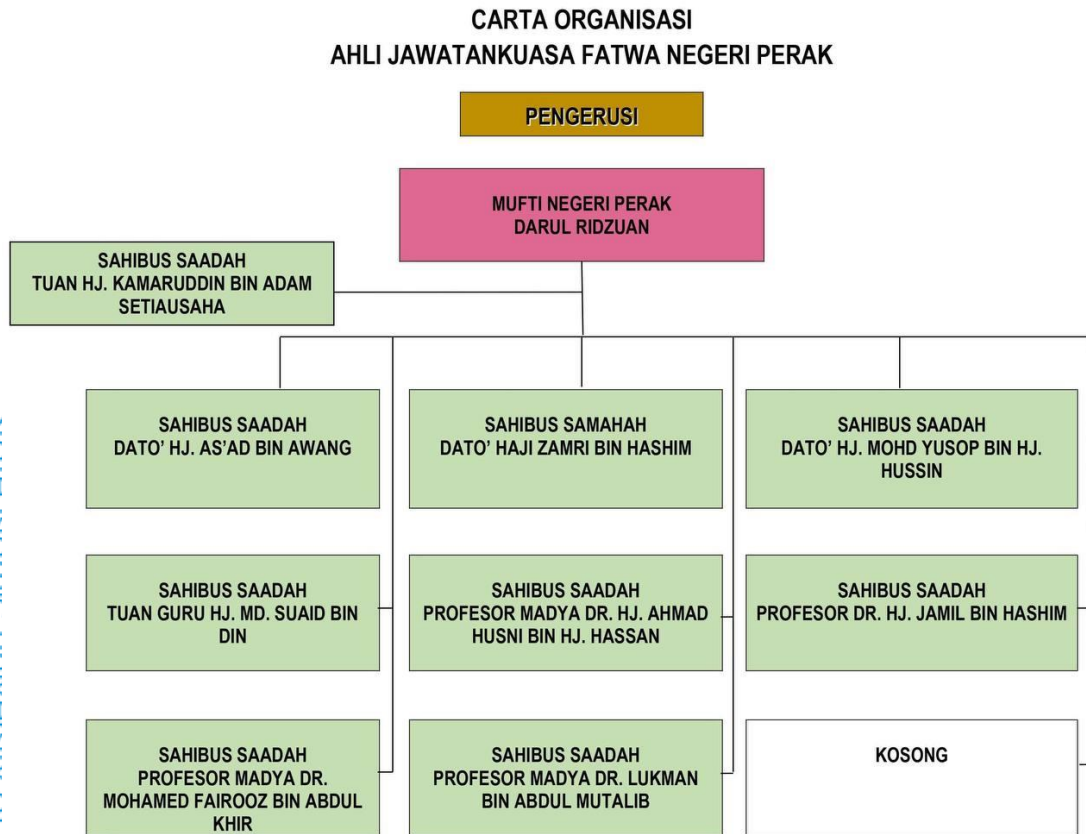 CARTA ORGANISASI
AHLI JAWATANKUASA FATWA NEGERI PERAK
PENGERUSI
MUFTI NEGERI PERAK
DARUL RIDZUAN
SAHIBUS SAADAH
TUAN HJ. KAMARUDDIN BIN ADAM
SETIAUSAHA
SAHIBUS SAADAH
DATO’ HJ. AS’AD BIN AWANG
SAHIBUS SAMAHAH
DATO’ HAJI ZAMRI BIN HASHIM
SAHIBUS SAADAH
DATO’ HJ. MOHD YUSOP BIN HJ.
HUSSIN
SAHIBUS SAADAH
TUAN GURU HJ. MD. SUAID BIN
DIN
SAHIBUS SAADAH
PROFESOR MADYA DR. HJ. AHMAD
HUSNI BIN HJ. HASSAN
SAHIBUS SAADAH
PROFESOR DR. HJ. JAMIL BIN HASHIM
SAHIBUS SAADAH
PROFESOR MADYA DR.
MOHAMED FAIROOZ BIN ABDUL
KHIR
SAHIBUS SAADAH
PROFESOR MADYA DR. LUKMAN
BIN ABDUL MUTALIB
KOSONG